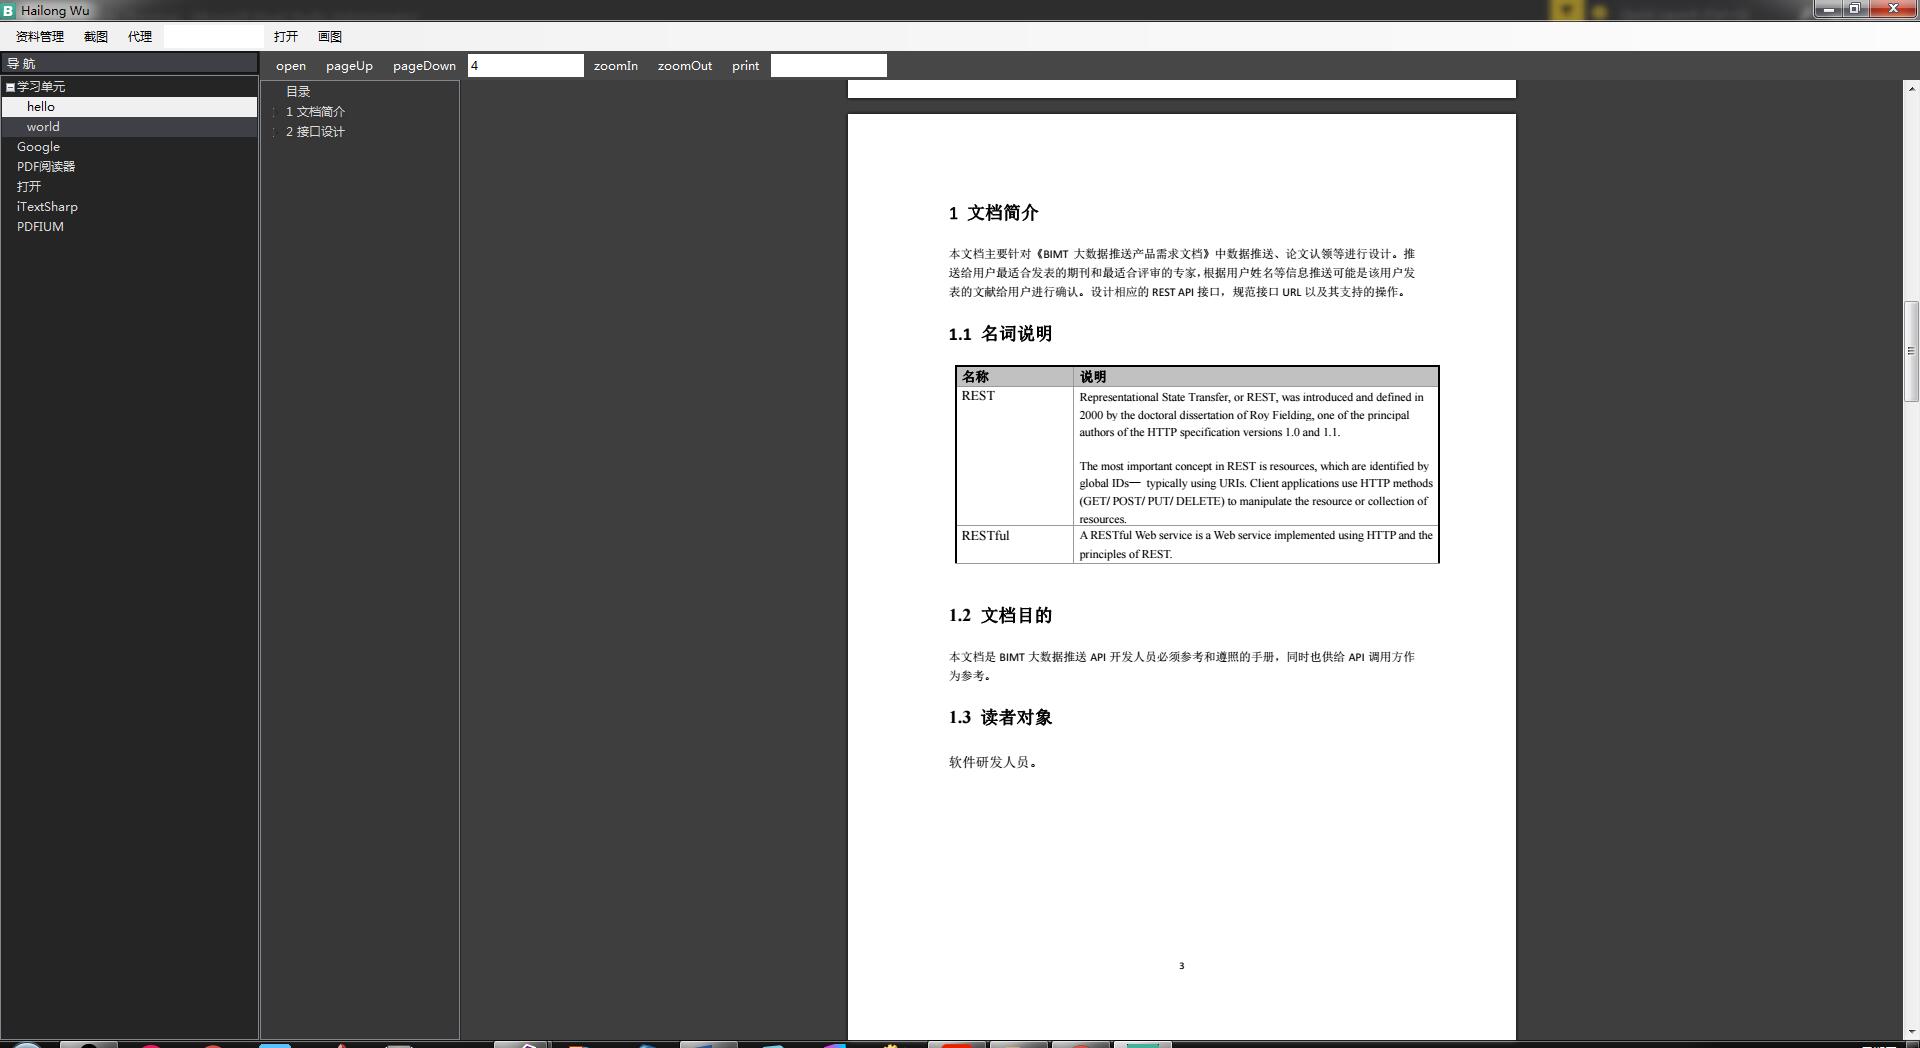 Hailong Wu
资料管理 截图 代理 打开 画图
导 航
学习单元
hello
world
Google
PDF阅读器
打开
iTextSharp
PDFIUM
open pageUp pageDown 4 zoomIn zoomOut print
目录
1 文档简介
2 接口设计
1 文档简介
本文档主要针对《BIMT 大数据推送产品需求文档》中数据推送、论文认领等进行设计。推
送给用户最适合发表的期刊和最适合评审的专家,根据用户姓名等信息推送可能是该用户发
表的文献给用户进行确认。设计相应的 REST API 接口，规范接口 URL 以及其支持的操作。
1.1 名词说明
名称 说明
REST
Representational State Transfer, or REST, was introduced and defined in
2000 by the doctoral dissertation of Roy Fielding, one of the principal
authors of the HTTP specification versions 1.0 and 1.1.
The most important concept in REST is resources, which are identified by
global IDs— typically using URIs. Client applications use HTTP methods
(GET/ POST/ PUT/ DELETE) to manipulate the resource or collection of
resources.
RESTful
A RESTful Web service is a Web service implemented using HTTP and the
principles of REST.
1.2 文档目的
本文档是 BIMT 大数据推送 API 开发人员必须参考和遵照的手册，同时也供给 API 调用方作
为参考。
1.3 读者对象
软件研发人员。
3